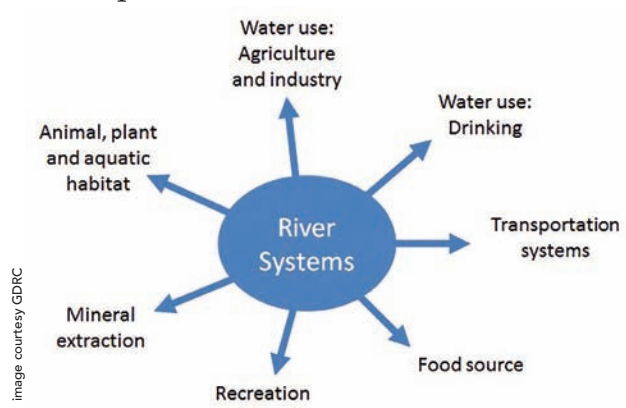 Water use:
Agriculture
and industry
Water use:
Drinking
Animal, plant
and aquatic
habitat
River
Systems
Transportation
systems
Mineral
extraction
Food source
Recreation
image courtesy GDRC